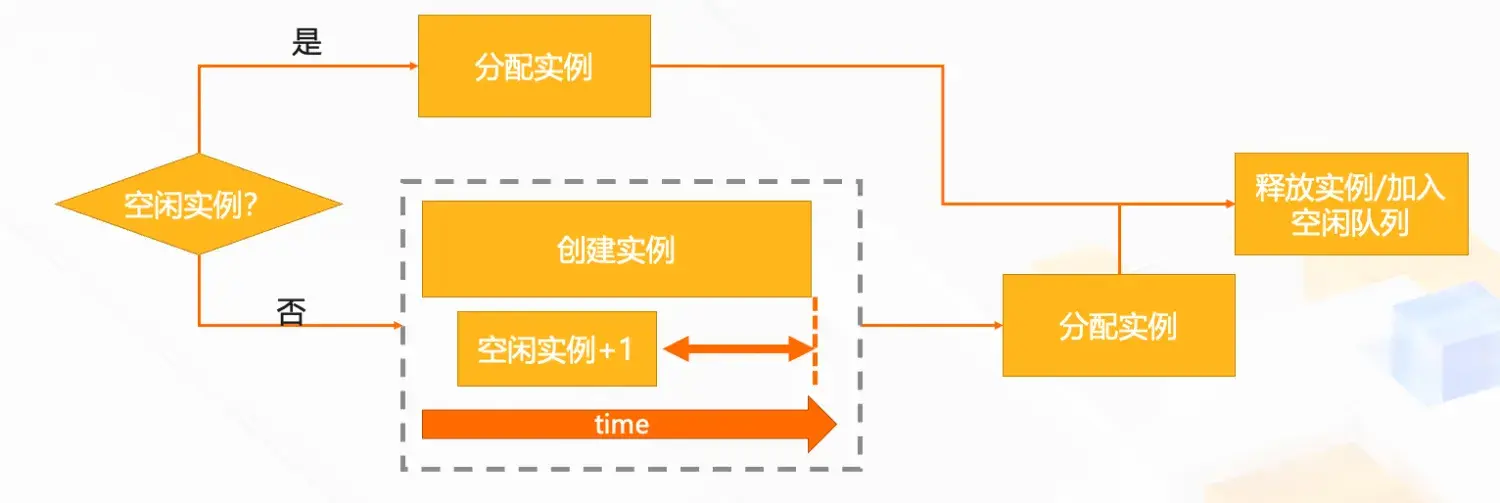 是
分配实例
空闲实例?
释放实例/加入
空闲队列
创建实例
否
空闲实例+1
分配实例
time